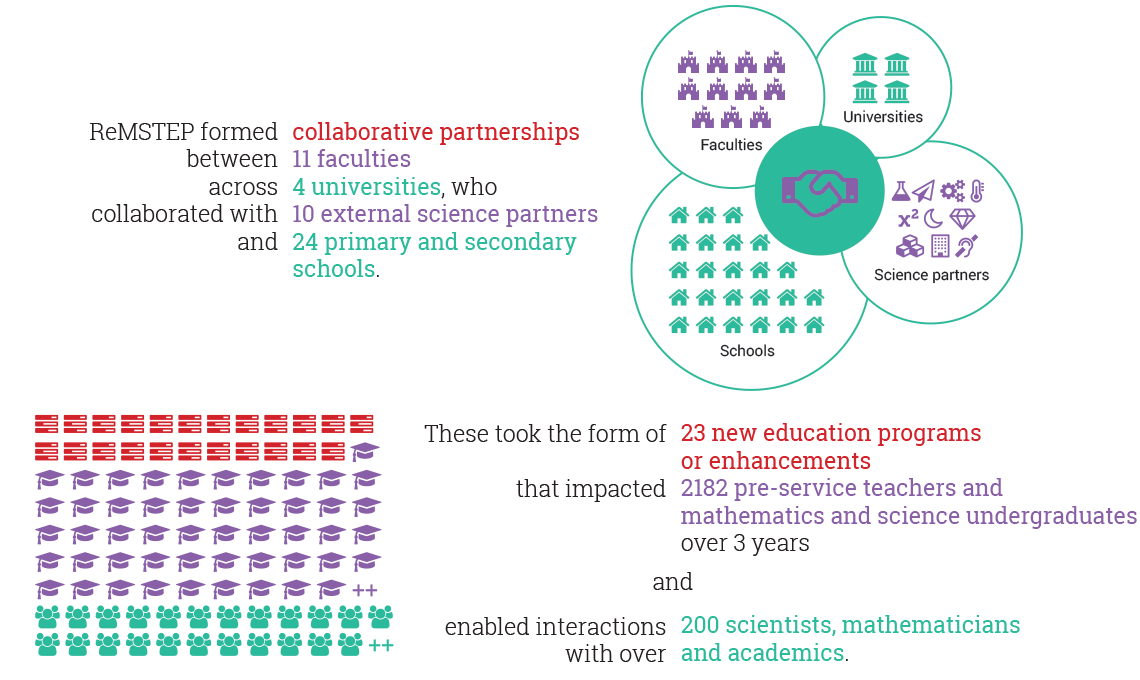 ReMSTEP formed collaborative partnerships
between 11 faculties
across 4 universities, who
collaborated with 10 external science partners
and 24 primary and secondary
schools.
Faculties
Universities
x²
Science partners
Schools
These took the form of 23 new education programs
or enhancements
that impacted 2182 pre-service teachers and
mathematics and science undergraduates
over 3 years
and
enabled interactions 200 scientists, mathematicians
with over and academics.
++
++